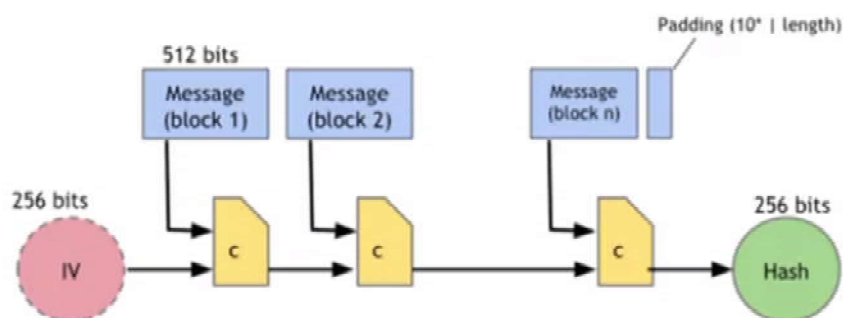 Padding (10* | length)
512 bits
Message
(block 1)
Message
(block 2)
Message
(block n)
256 bits
256 bits
IV
C
C
C
Hash